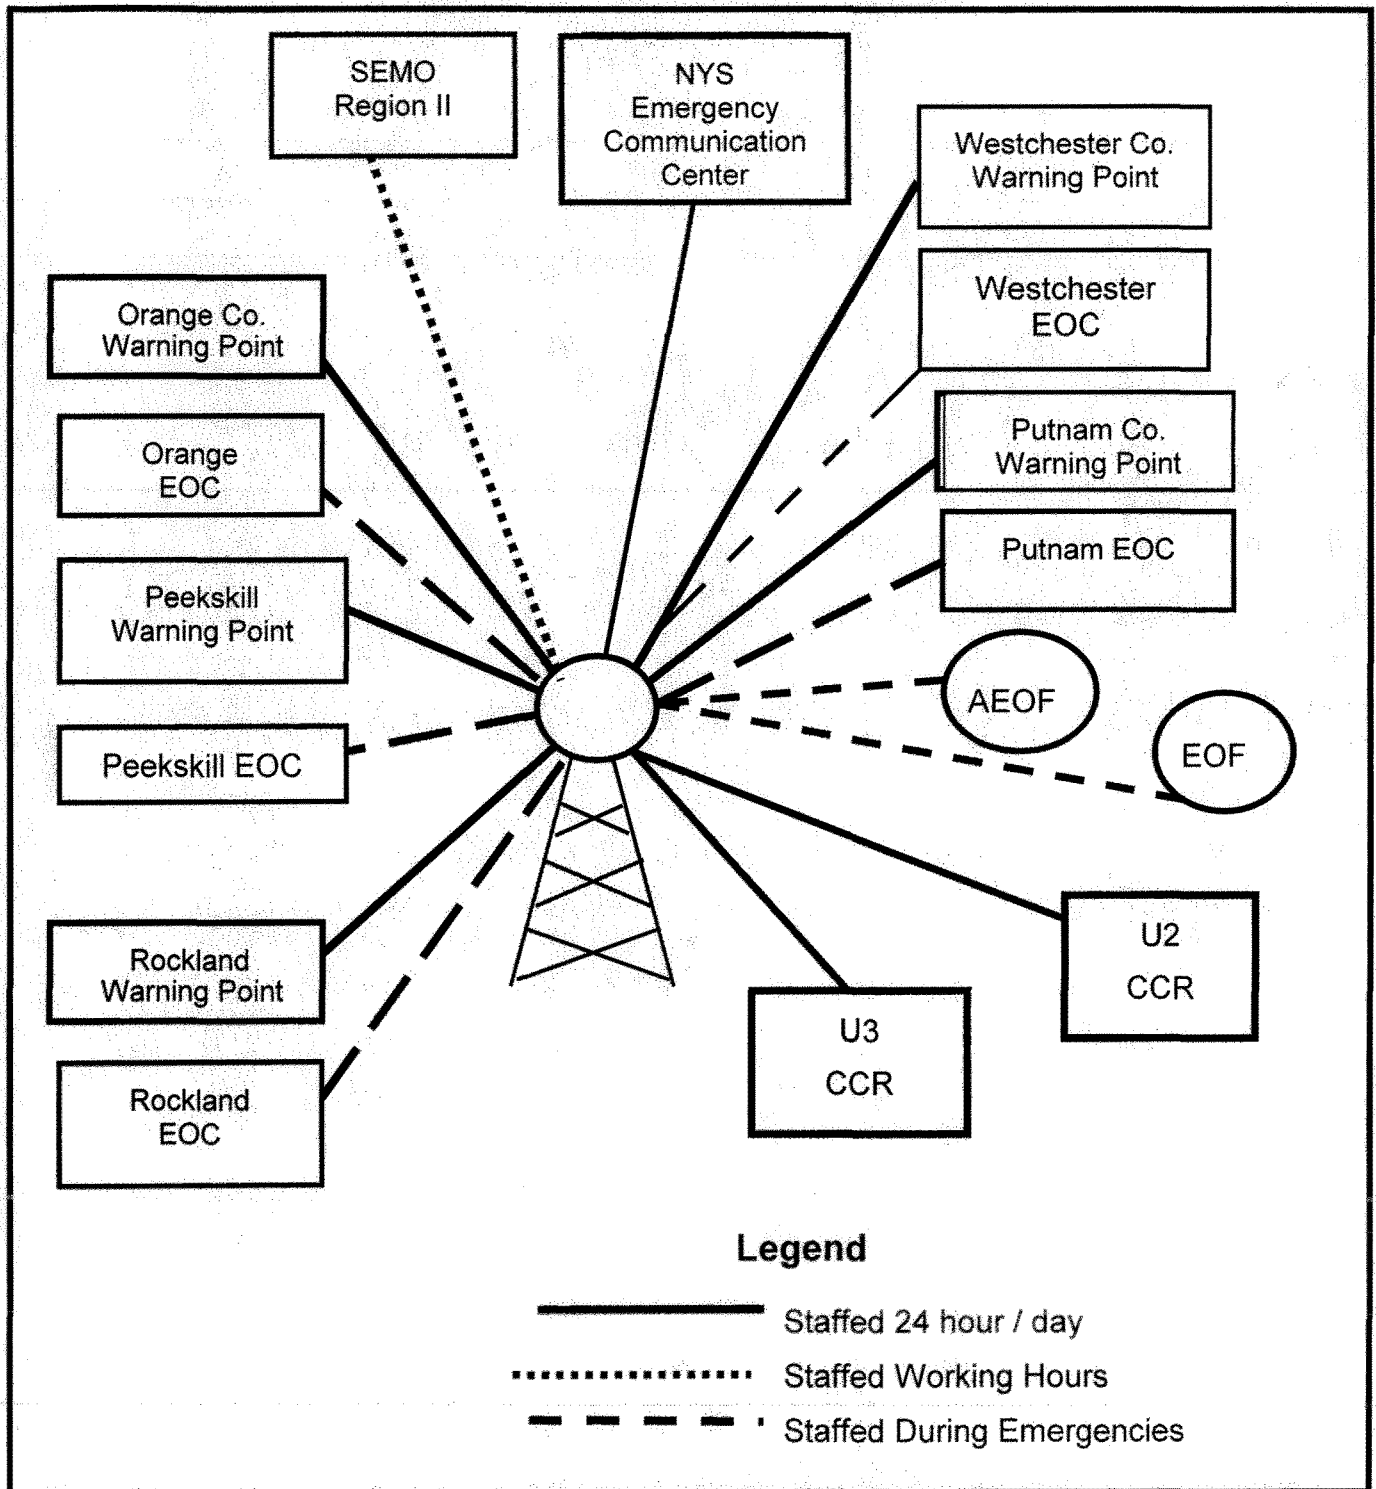 SEMO
Region II
NYS
Emergency
Communication
Center
Westchester Co.
Warning Point
Westchester
EOC
Orange Co.
Warning Point
Putnam Co.
Warning Point
Orange
EOC
Putnam EOC
Peekskill
Warning Point
AEOF
EOF
Peekskill EOC
U2
CCR
Rockland
Warning Point
U3
CCR
Rockland
EOC
Legend
Staffed 24 hour / day
Staffed Working Hours
Staffed During Emergencies